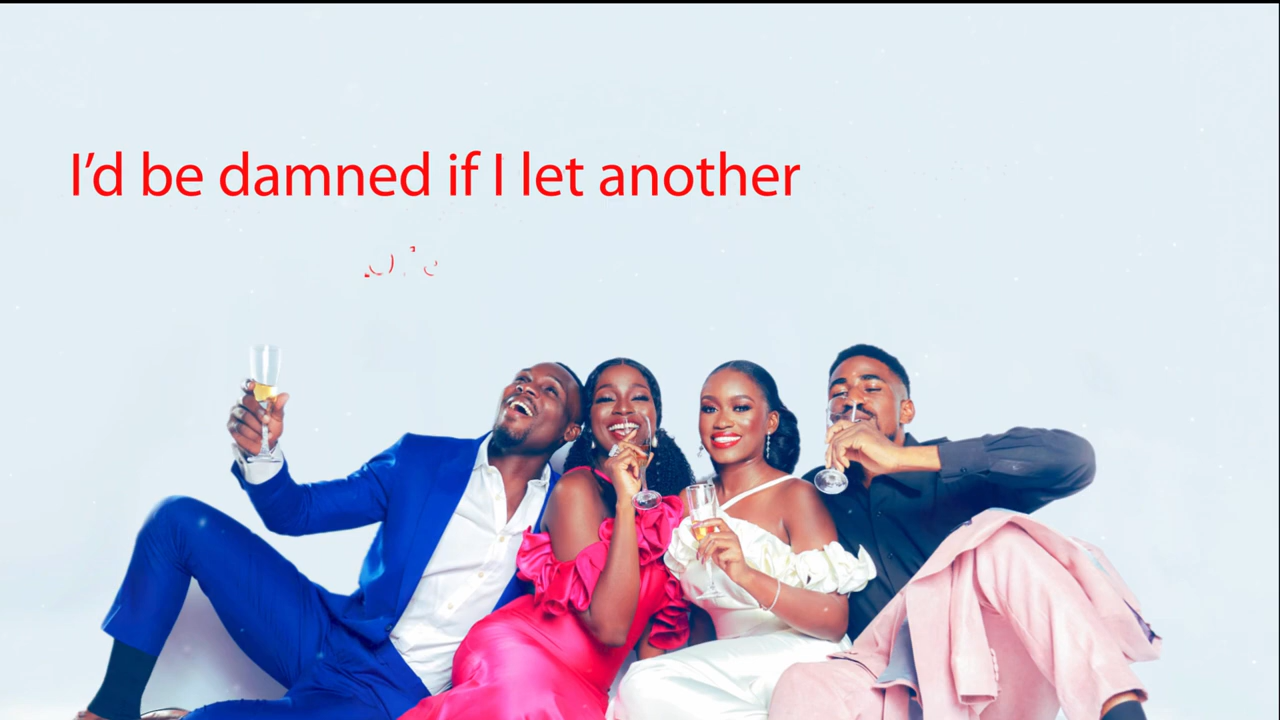 I’d be damned if I let another